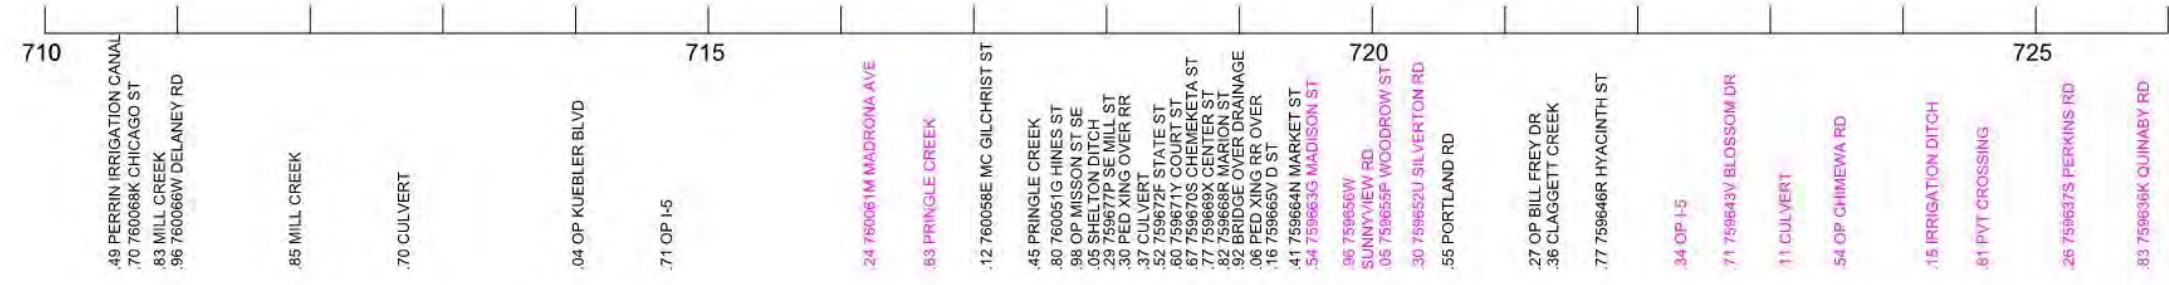 710
715
720
725
.49 PERRIN IRRIGATION CANAL
.70 760068K CHICAGO ST
.83 MILL CREEK
.96 760066W DELANEY RD
.85 MILL CREEK
.70 CULVERT
.04 OP KUEBLER BLVD
.71 OP I-5
.24 760061M MADRONA AVE
.63 PRINGLE CREEK
.12 760058E MC GILCHRIST ST
.45 PRINGLE CREEK
.80 760051G HINES ST
.98 OP MISSON ST SE
.05 SHELTON DITCH
.29 759677P SE MILL ST
.30 PED XING OVER RR
.37 CULVERT
.52 759672F STATE ST
.60 759671Y COURT ST
.67 759670S CHEMEKETA ST
.77 759669X CENTER ST
.82 759668R MARION ST
.92 BRIDGE OVER DRAINAGE
.06 PED XING RR OVER
.16 759665V D ST
.41 759664N MARKET ST
.54 759663G MADISON ST
.96 759656W
SUNNYVIEW RD
.05 759655P WOODROW ST
.30 759652U SILVERTON RD
.55 PORTLAND RD
.27 OP BILL FREY DR
.36 CLAGGETT CREEK
.77 759646R HYACINTH ST
.34 OP I-5
.71 759643V BLOSSOM DR
.11 CULVERT
.54 OP CHIMEWA RD
.15 IRRIGATION DITCH
.61 PVT CROSSING
.26 759637S PERKINS RD
.83 759636K QUINABY RD